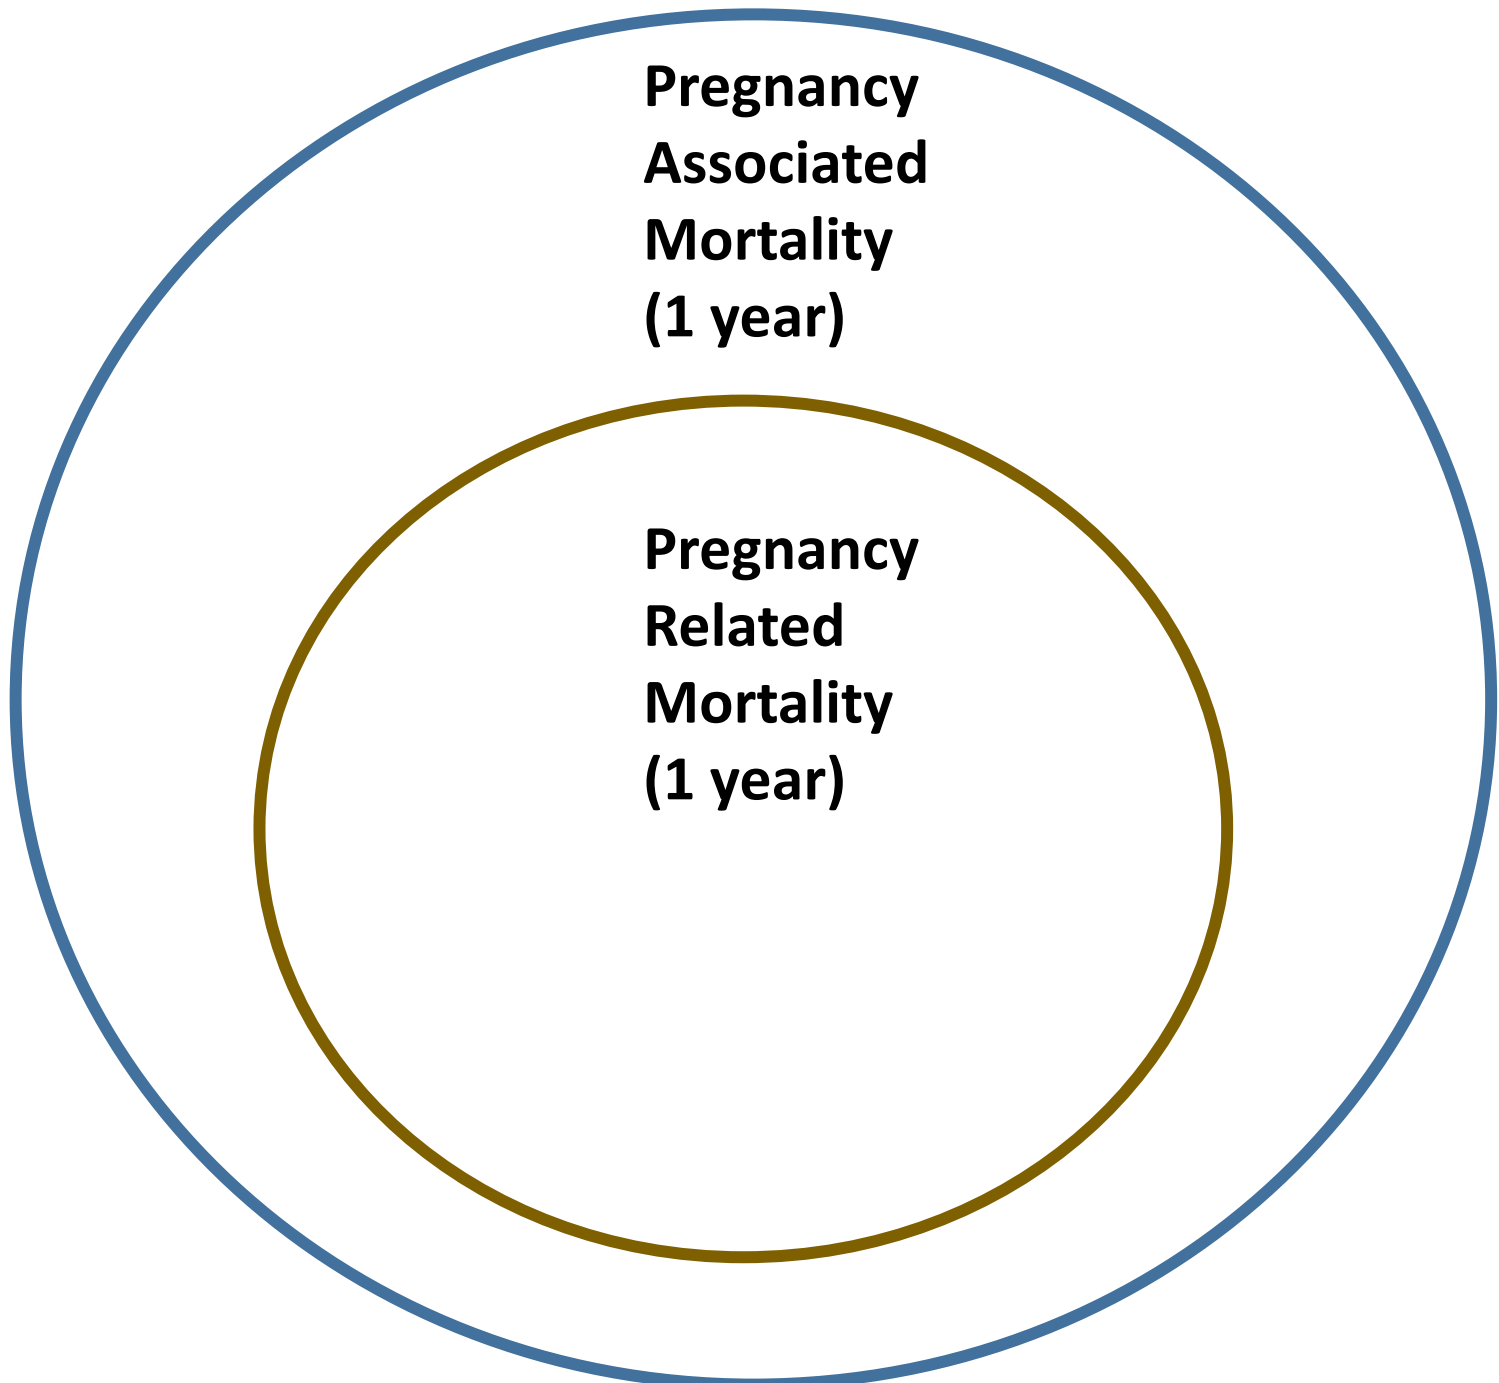 Pregnancy
Associated
Mortality
(1 year)
Pregnancy
Related
Mortality
(1 year)